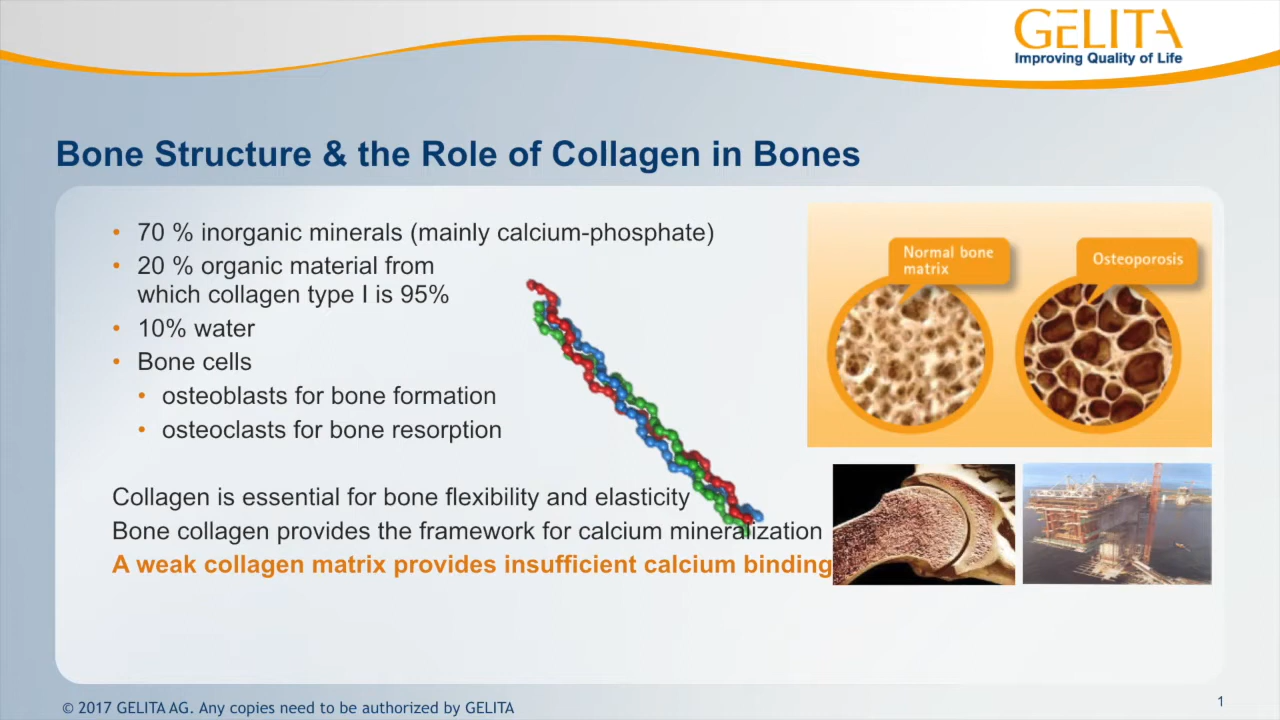 GELITA
Improving Quality of Life
Bone Structure & the Role of Collagen in Bones
• 70 % inorganic minerals (mainly calcium-phosphate)
• 20 % organic material from
which collagen type I is 95%
• 10% water
• Bone cells
• osteoblasts for bone formation
• osteoclasts for bone resorption
Collagen is essential for bone flexibility and elasticity
Bone collagen provides the framework for calcium mineralization
A weak collagen matrix provides insufficient calcium binding
Normal bone
matrix
Osteoporosis
© 2017 GELITA AG. Any copies need to be authorized by GELITA
1